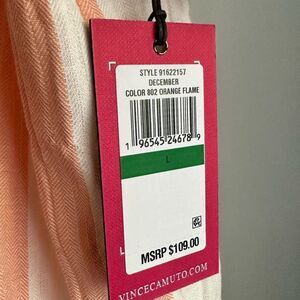 STYLE 91622157
DECEMBER
COLOR 802 ORANGE FLAME
1 96545 24678 9
L
L
MSRP $109.00
VINCECAMUTO.COM